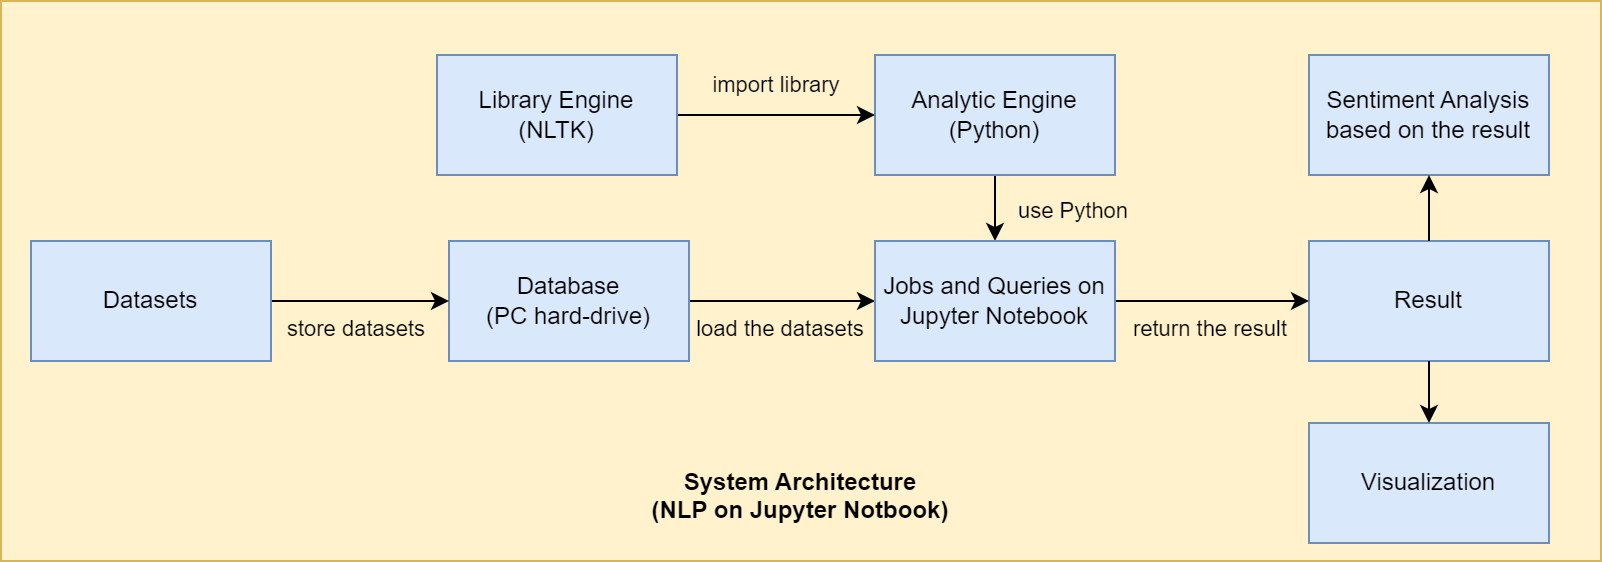 Library Engine
(NLTK)
import library
Analytic Engine
(Python)
Sentiment Analysis
based on the result
use Python
Datasets
store datasets
Database
(PC hard-drive)
load the datasets
Jobs and Queries on
Jupyter Notebook
return the result
Result
Visualization
System Architecture
(NLP on Jupyter Notbook)